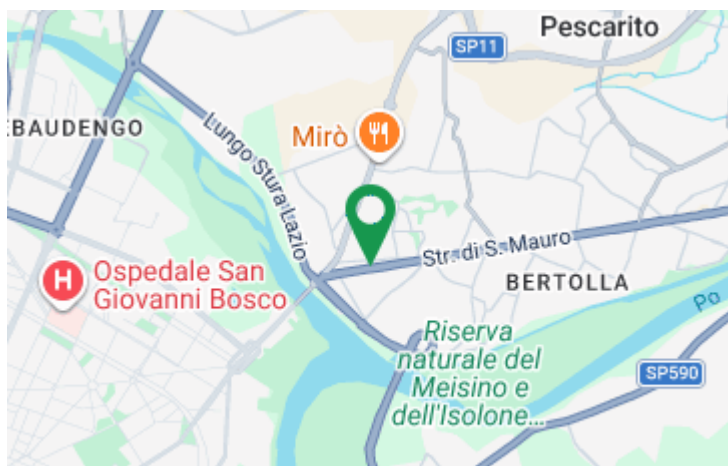 Pescarito
SP11
EBAUDENGO
Mirò
Lungo Stura Lazio
Str. di S. Mauro
H
Ospedale San
Giovanni Bosco
BERTOLLA
Po
Riserva
naturale del
Meisino e
dell'Isolone...
SP590